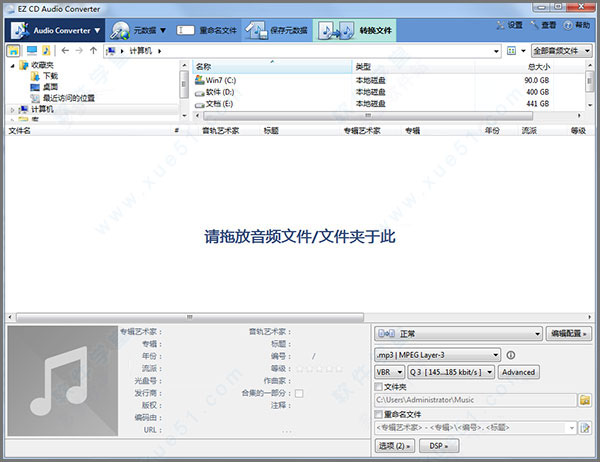 EZ CD Audio Converter
Audio Converter ▼ 元数据 ▼ 重命名文件 保存元数据 转换文件 设置 查看 帮助
计算机 全部音频文件
收藏夹
下载
桌面
最近访问的位置
计算机
库
名称 类型 总大小
Win7 (C:) 本地磁盘 90.0 GB
软件 (D:) 本地磁盘 400 GB
文档 (E:) 本地磁盘 441 GB
文件名 # 音轨艺术家 标题 专辑艺术家 专辑 年份 流派 等级
请拖放音频文件/文件夹于此
专辑艺术家: 音轨艺术家:
专辑: 标题:
年份: 编号: /
流派: 等级: ☆☆☆☆☆
光盘号: 作曲家:
发行商: 合集的一部分:
版权: 注释:
编码由:
URL: ...
正常 编辑配置 »
.mp3 | MPEG Layer-3
VBR Q 3 [ 145...185 kbit/s ] Advanced
文件夹
C:\Users\Administrator\Music
重命名文件
<专辑艺术家> - <专辑>\<编号>. <标题>
选项 (2) » DSP »
软件学屋
www.xue51.com